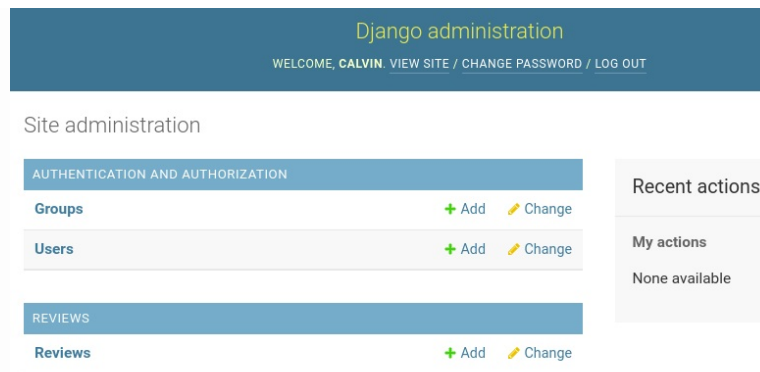 Django administration
WELCOME, CALVIN. VIEW SITE / CHANGE PASSWORD / LOG OUT
Site administration
AUTHENTICATION AND AUTHORIZATION
Groups + Add Change
Users + Add Change
REVIEWS
Reviews + Add Change
Recent actions
My actions
None available